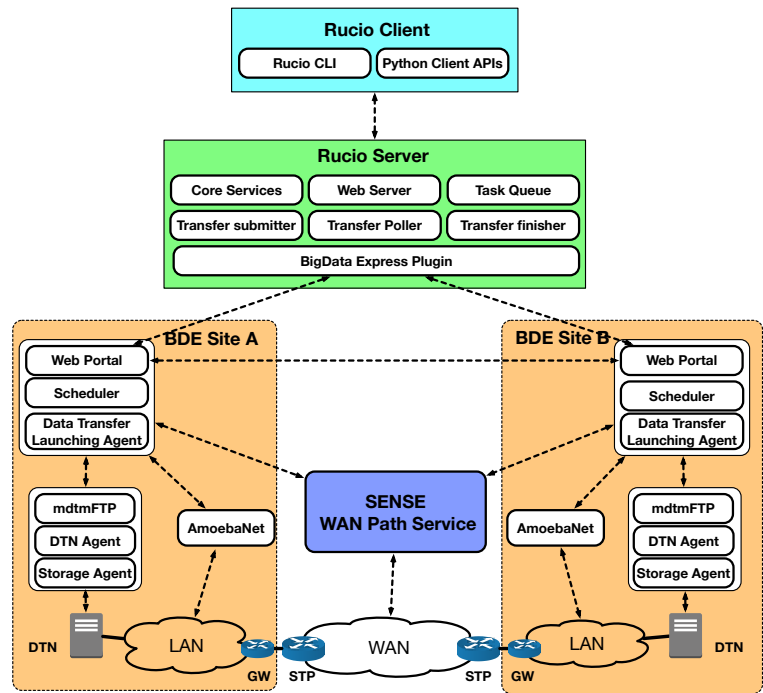 Rucio Client
Rucio CLI
Python Client APIs
Rucio Server
Core Services
Web Server
Task Queue
Transfer submitter
Transfer Poller
Transfer finisher
BigData Express Plugin
BDE Site A
Web Portal
Scheduler
Data Transfer
Launching Agent
mdtmFTP
DTN Agent
Storage Agent
AmoebaNet
DTN
LAN
GW
SENSE
WAN Path Service
STP
WAN
STP
BDE Site B
Web Portal
Scheduler
Data Transfer
Launching Agent
AmoebaNet
mdtmFTP
DTN Agent
Storage Agent
GW
LAN
DTN